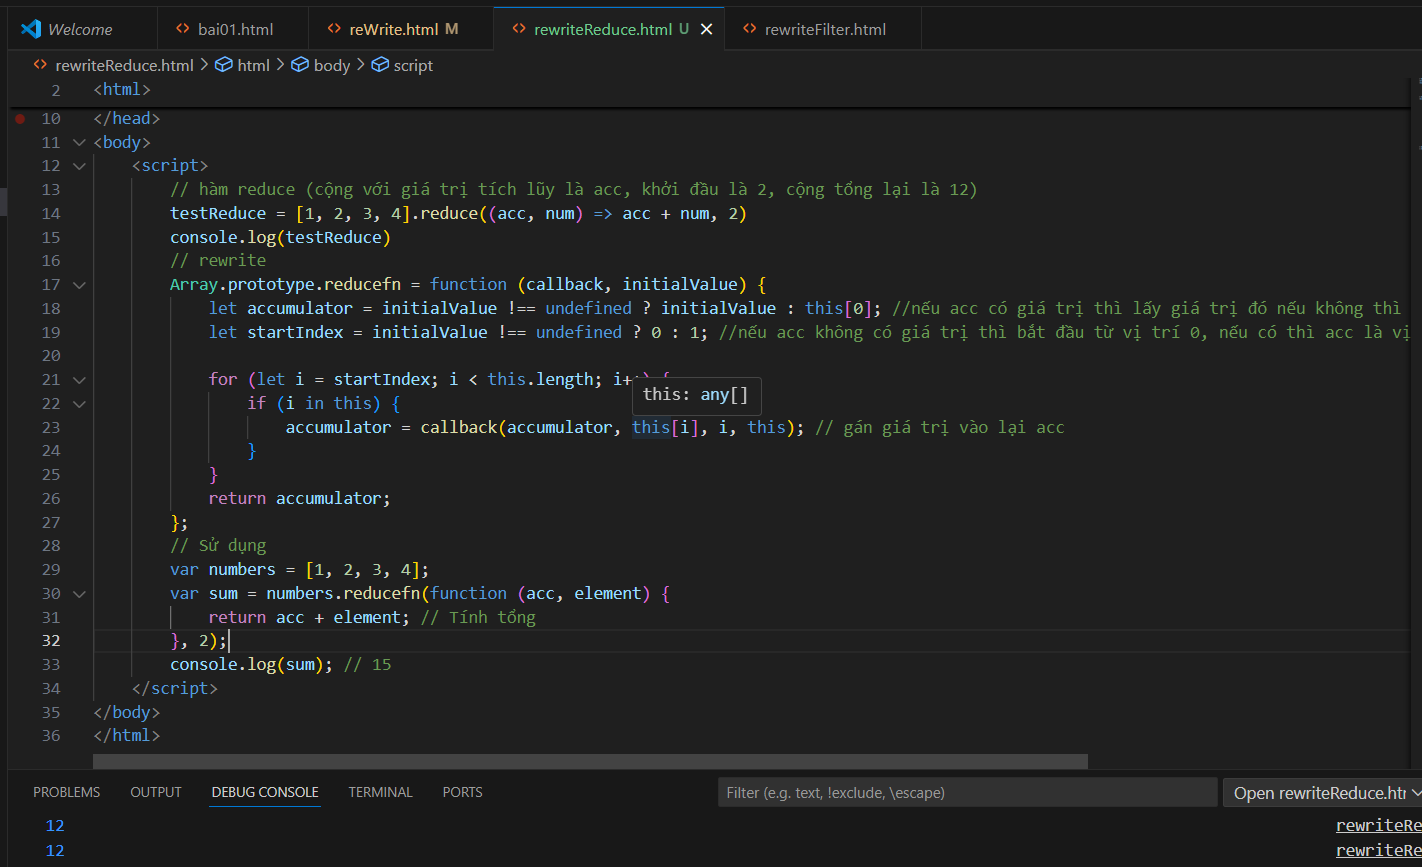 Welcome bai01.html reWrite.html M rewriteReduce.html U rewriteFilter.html
rewriteReduce.html > html > body > script
2 <html>
10 </head>
11 <body>
12 <script>
13 // hàm reduce (cộng với giá trị tích lũy là acc, khởi đầu là 2, cộng tổng lại là 12)
14 testReduce = [1, 2, 3, 4].reduce((acc, num) => acc + num, 2)
15 console.log(testReduce)
16 // rewrite
17 Array.prototype.reducefn = function (callback, initialValue) {
18 let accumulator = initialValue !== undefined ? initialValue : this[0]; //nếu acc có giá trị thì lấy giá trị đó nếu không thì
19 let startIndex = initialValue !== undefined ? 0 : 1; //nếu acc không có giá trị thì bắt đầu từ vị trí 0, nếu có thì acc là vị
20
21 for (let i = startIndex; i < this.length; i++) {
this: any[]
22 if (i in this) {
23 accumulator = callback(accumulator, this[i], i, this); // gán giá trị vào lại acc
24 }
25 }
26 return accumulator;
27 };
28 // Sử dụng
29 var numbers = [1, 2, 3, 4];
30 var sum = numbers.reducefn(function (acc, element) {
31 return acc + element; // Tính tổng
32 }, 2);
33 console.log(sum); // 15
34 </script>
35 </body>
36 </html>
PROBLEMS OUTPUT DEBUG CONSOLE TERMINAL PORTS Filter (e.g. text, !exclude, \escape) Open rewriteReduce.htr
12 rewriteRe
12 rewriteRe